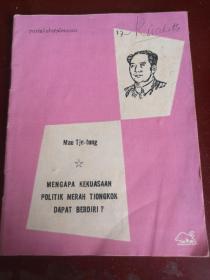 Mao Tje-tung
MENGAPA KEKUASAAN
POLITIK MERAH TIONGKOK
DAPAT BERDIRI?